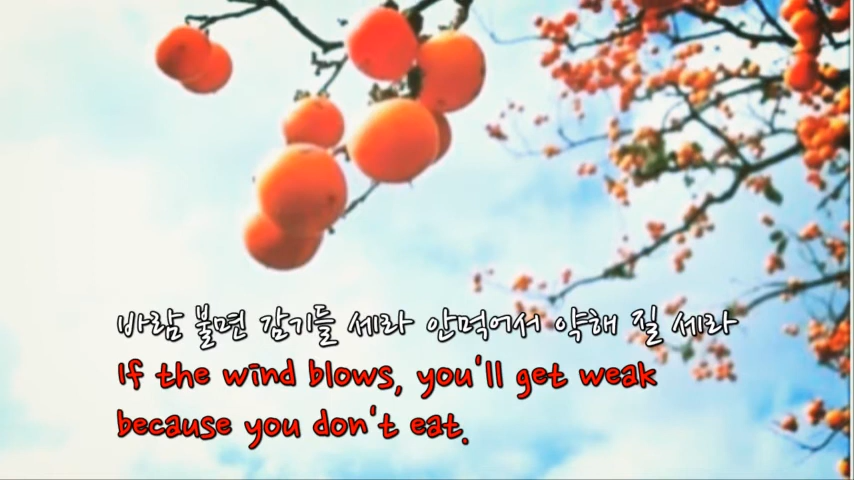 바람 불면 감기들 세라 안먹어서 약해 질 세라
If the wind blows, you'll get weak
because you don't eat.